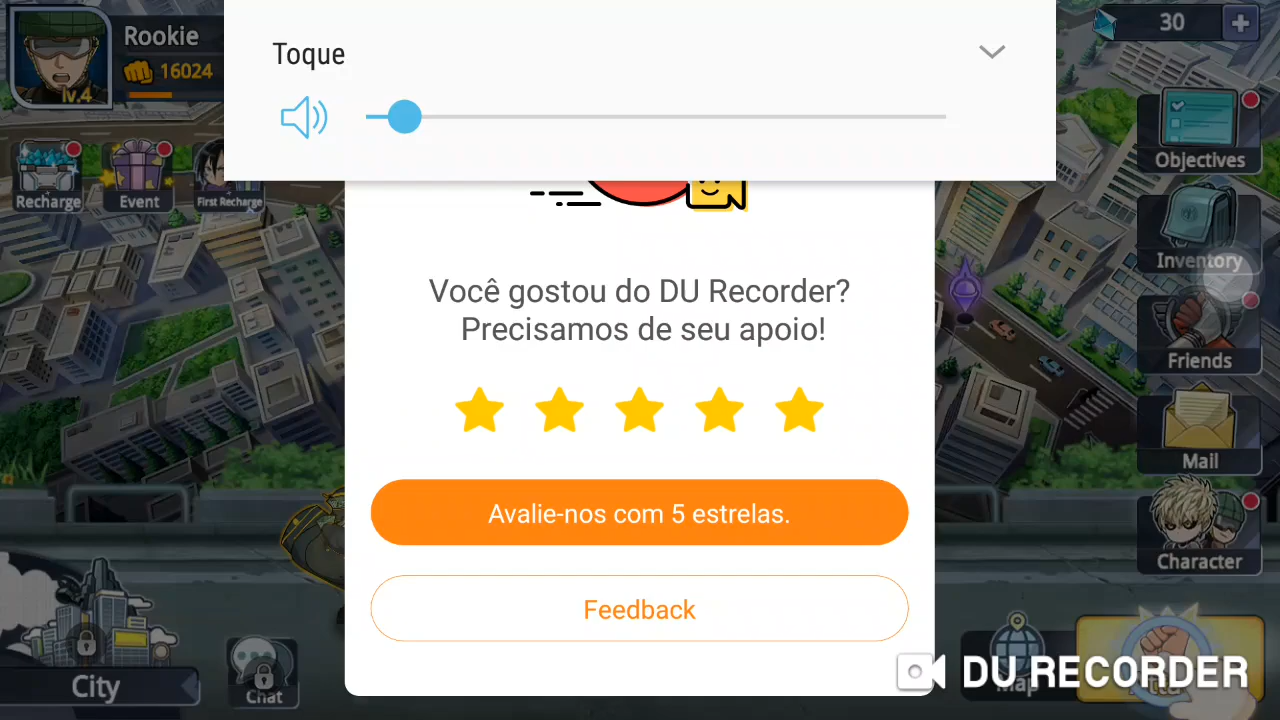 Rookie
16024
lv.4
Toque
30
Recharge
Event
First Recharge
Objectives
Inventory
Friends
Mail
Character
Você gostou do DU Recorder?
Precisamos de seu apoio!
Avalie-nos com 5 estrelas.
Feedback
City
Chat
Map
DU RECORDER